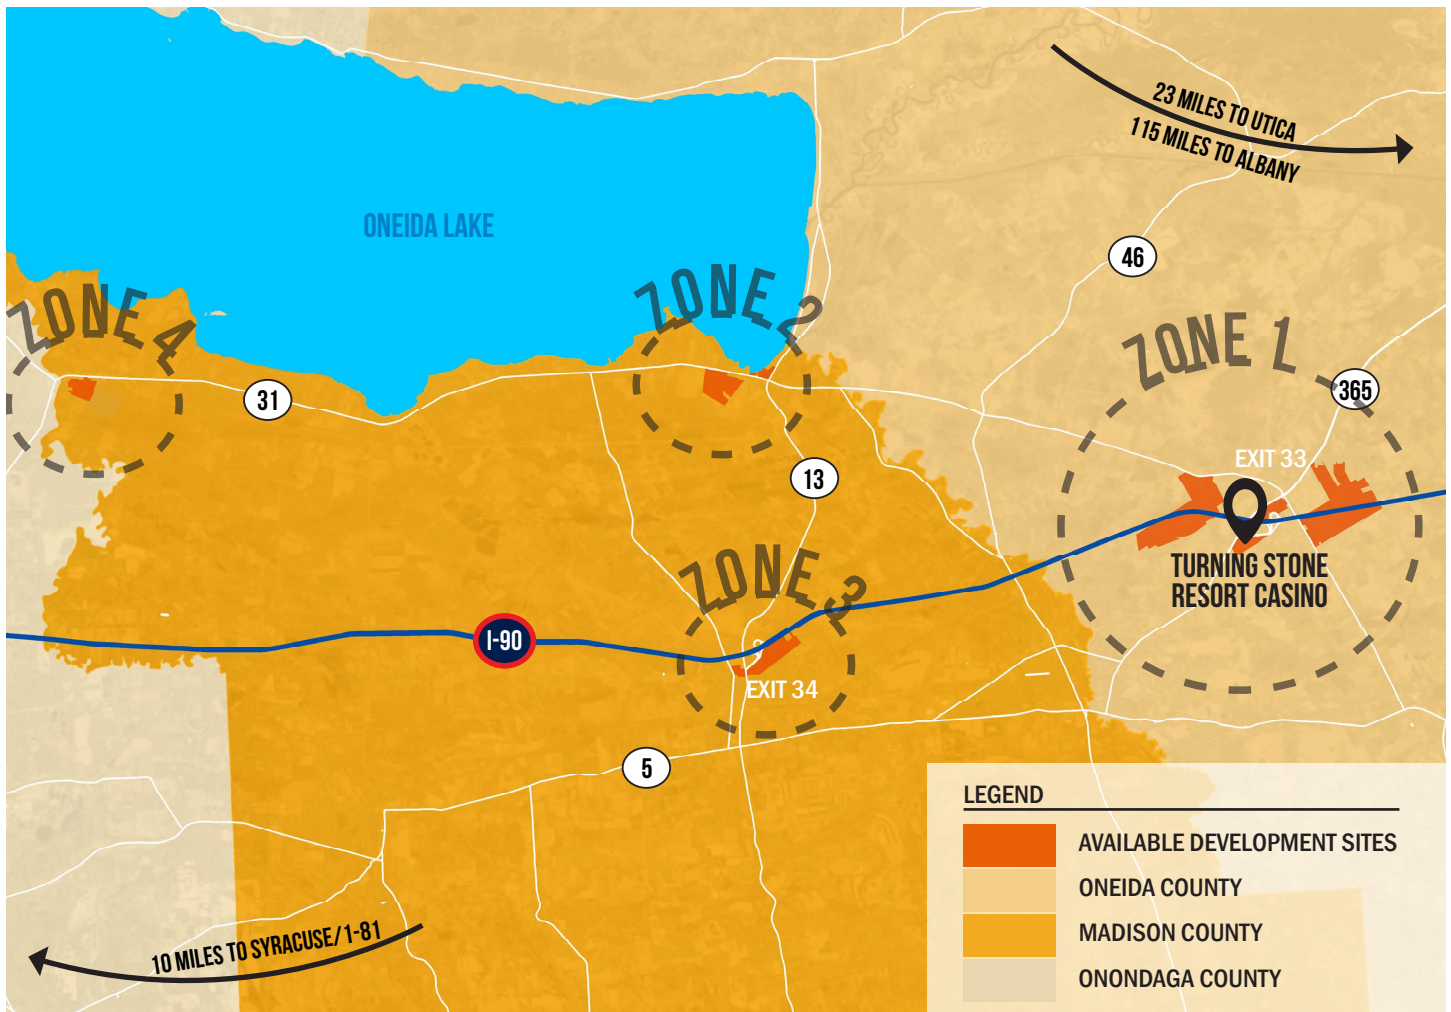 23 MILES TO UTICA
115 MILES TO ALBANY
ONEIDA LAKE
46
ZONE 4
ZONE 2
ZONE 1
31
365
13
EXIT 33
TURNING STONE
RESORT CASINO
ZONE 3
I-90
EXIT 34
5
LEGEND
AVAILABLE DEVELOPMENT SITES
ONEIDA COUNTY
MADISON COUNTY
ONONDAGA COUNTY
10 MILES TO SYRACUSE/1-81